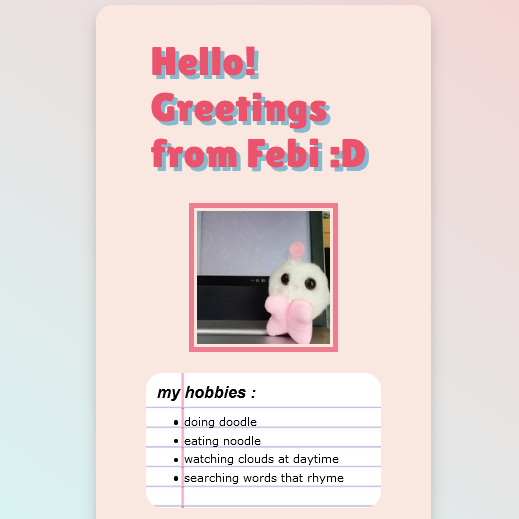 Hello!
Greetings
from Febi :D
my hobbies :
doing doodle
eating noodle
watching clouds at daytime
searching words that rhyme